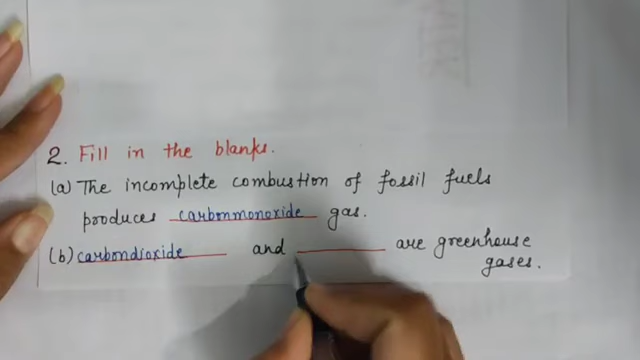 2. Fill in the blanks.
(a) The incomplete combustion of fossil fuels
produces carbonmonoxide gas.
(b) carbondioxide and ________ are greenhouse
gases.